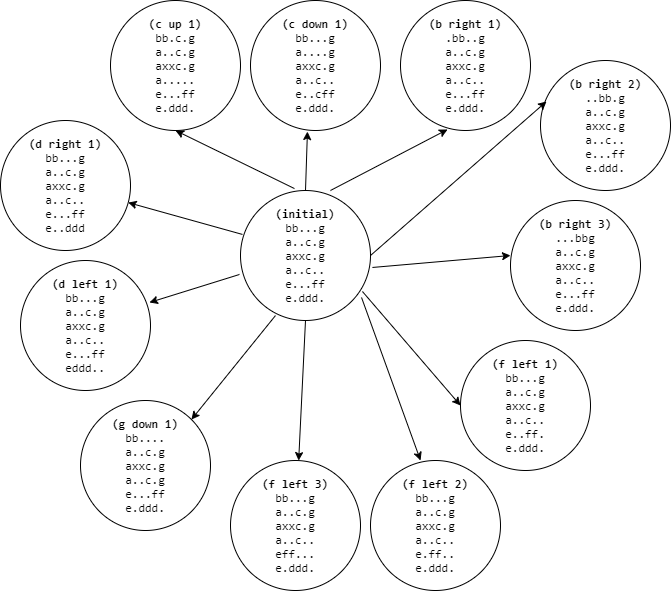 (c up 1)
bb.c.g
a..c.g
axxc.g
a.....
e...ff
e.ddd.
(c down 1)
bb...g
a....g
axxc.g
a..c..
e..cff
e.ddd.
(b right 1)
.bb..g
a..c.g
axxc.g
a..c..
e...ff
e.ddd.
(b right 2)
..bb.g
a..c.g
axxc.g
a..c..
e...ff
e.ddd.
(d right 1)
bb...g
a..c.g
axxc.g
a..c..
e...ff
e..ddd
(initial)
bb...g
a..c.g
axxc.g
a..c..
e...ff
e.ddd.
(b right 3)
...bbg
a..c.g
axxc.g
a..c..
e...ff
e.ddd.
(d left 1)
bb...g
a..c.g
axxc.g
a..c..
e...ff
eddd..
(f left 1)
bb...g
a..c.g
axxc.g
a..c..
e..ff.
e.ddd.
(g down 1)
bb....
a..c.g
axxc.g
a..c.g
e...ff
e.ddd.
(f left 3)
bb...g
a..c.g
axxc.g
a..c..
eff...
e.ddd.
(f left 2)
bb...g
a..c.g
axxc.g
a..c..
e.ff..
e.ddd.